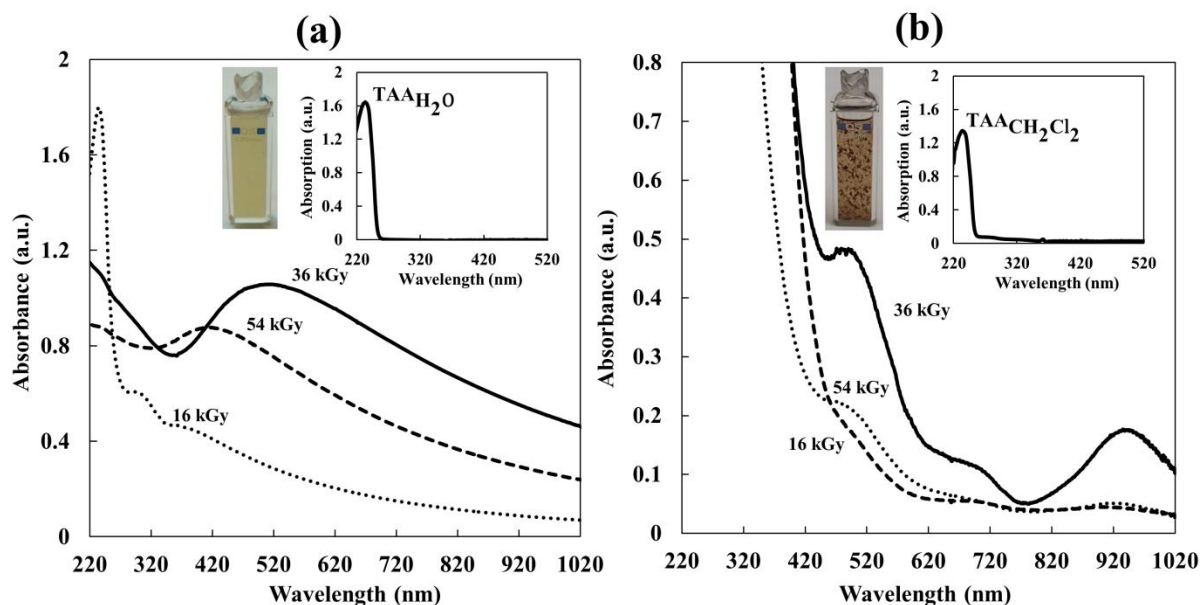 (a)
2
1.6
1.2
0.8
0.4
0
Absorbance (a.u.)
220 320 420 520 620 720 820 920 1020
Wavelength (nm)
36 kGy
54 kGy
16 kGy
TAAH₂O
2
1.6
1.2
0.8
0.4
0
Absorption (a.u.)
220 320 420 520
Wavelength (nm)
(b)
0.8
0.7
0.6
0.5
0.4
0.3
0.2
0.1
0
Absorbance (a.u.)
220 320 420 520 620 720 820 920 1020
Wavelength (nm)
36 kGy
54 kGy
16 kGy
TAACH₂Cl₂
2
1.6
1.2
0.8
0.4
0
Absorption (a.u.)
220 320 420 520
Wavelength (nm)